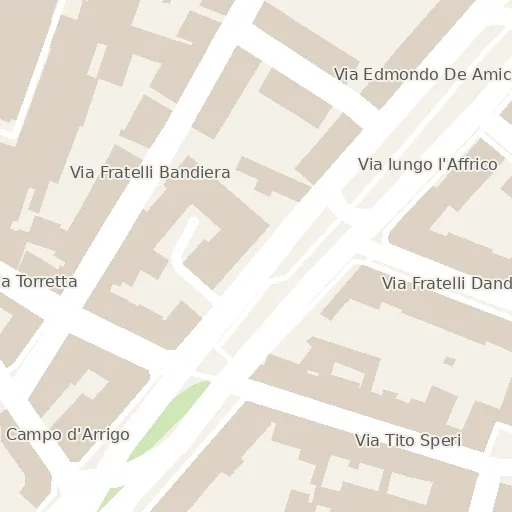 Via Edmondo De Amic
Via lungo l'Affrico
Via Fratelli Bandiera
a Torretta
Via Fratelli Dand
Campo d'Arrigo
Via Tito Speri